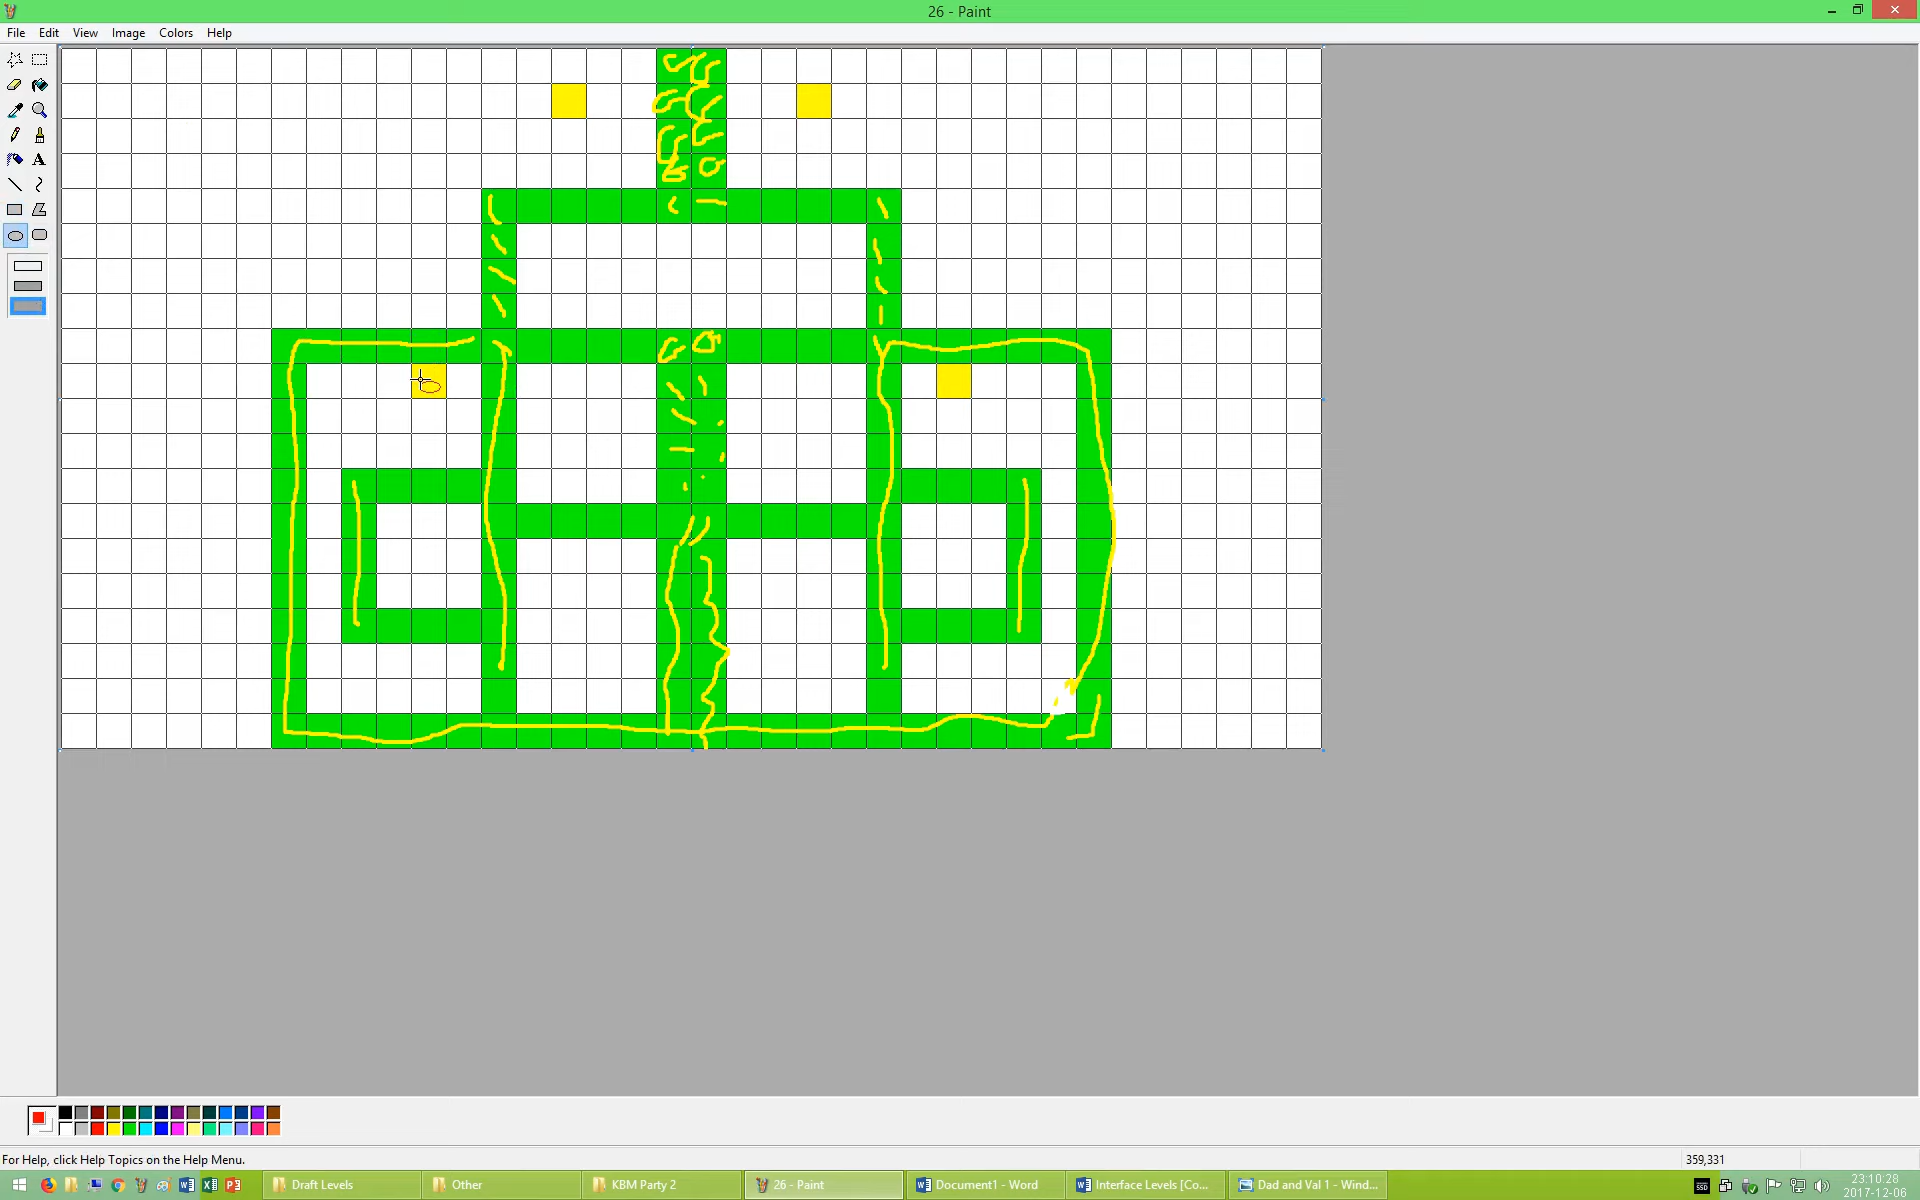 26 - Paint
File Edit View Image Colors Help
A
For Help, click Help Topics on the Help Menu.
359,331
Draft Levels
Other
KBM Party 2
26 - Paint
Document1 - Word
Interface Levels [Co...
Dad and Val 1 - Wind...
SSD
23:10:28
2017-12-06